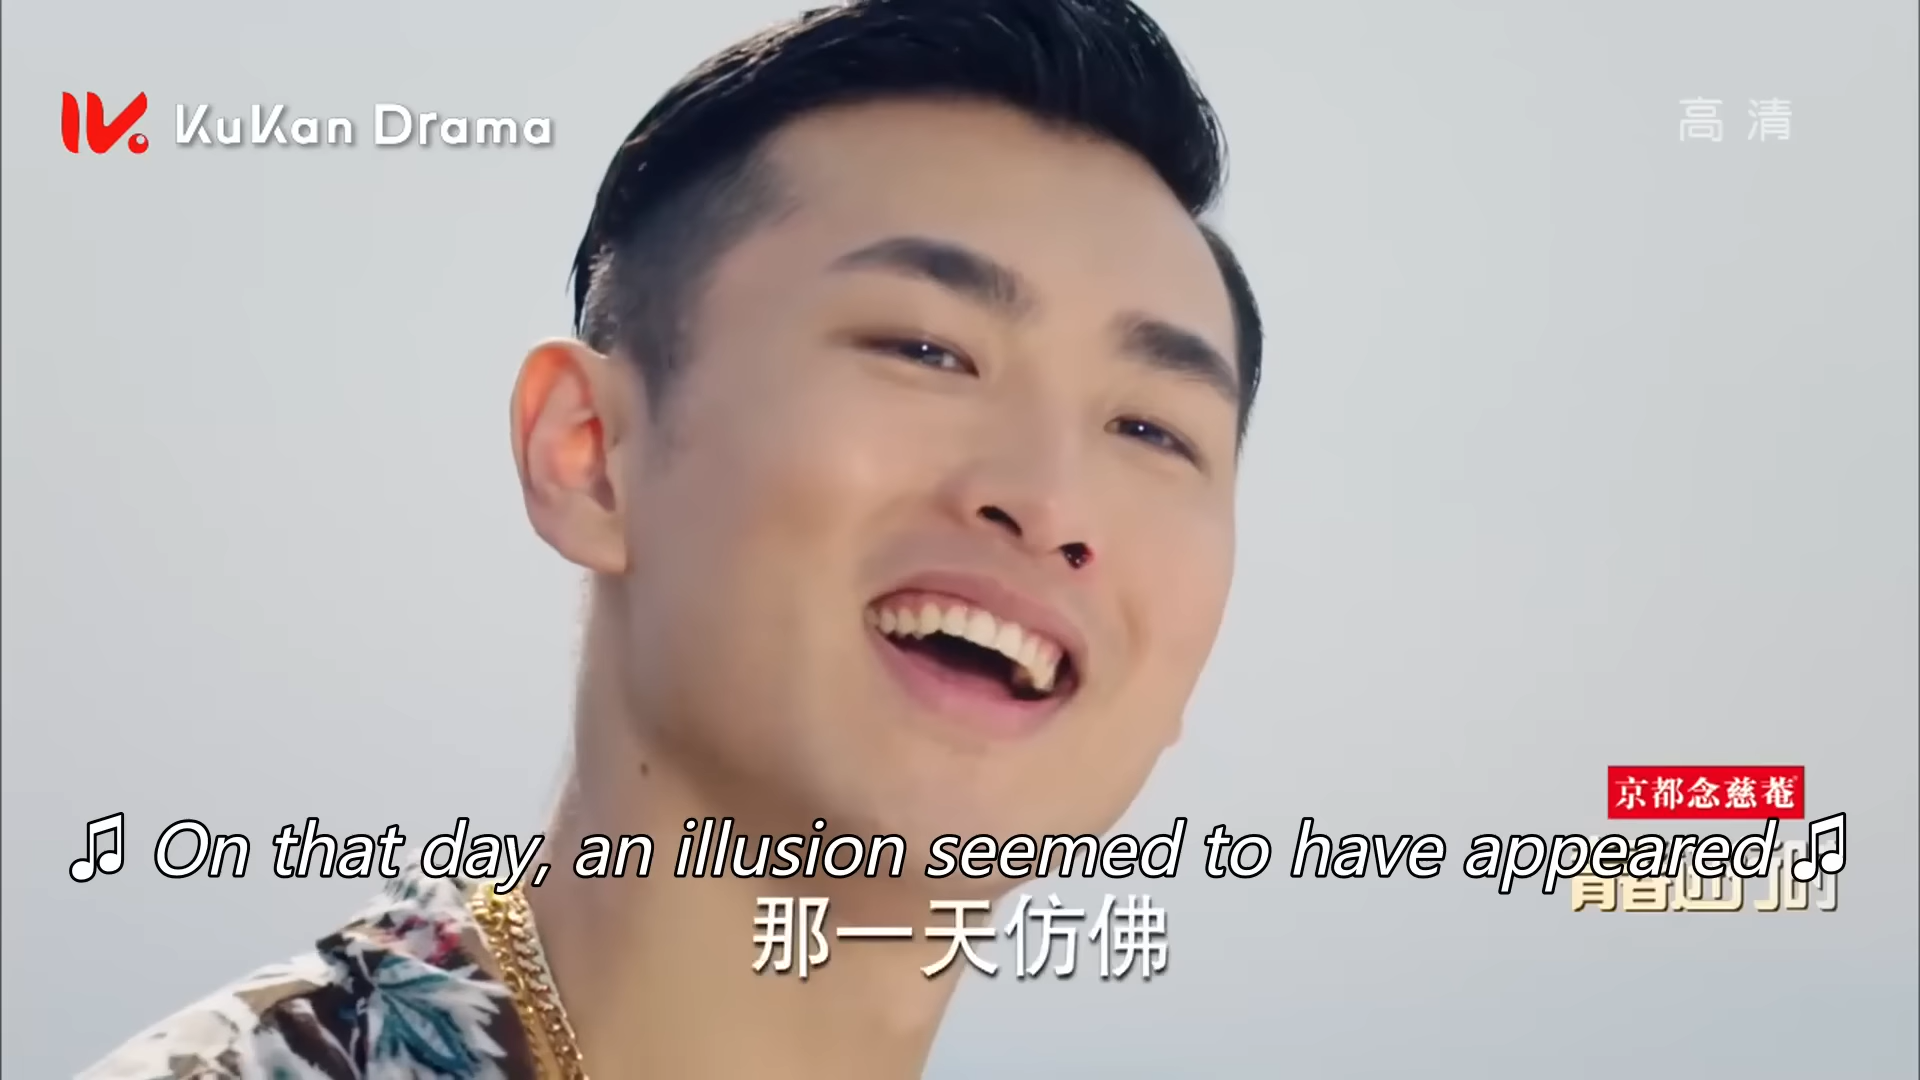 KuKan Drama
高清
京都念慈菴
♫ On that day, an illusion seemed to have appeared ♫
那一天仿佛